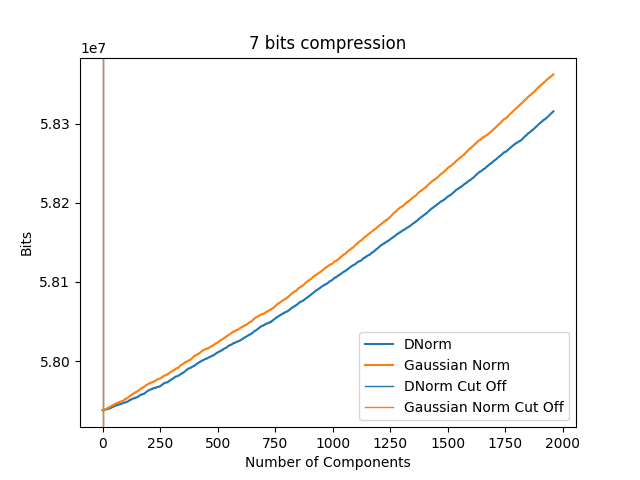 7 bits compression
1e7
5.83
5.82
5.81
5.80
Bits
0 250 500 750 1000 1250 1500 1750 2000
Number of Components
DNorm
Gaussian Norm
DNorm Cut Off
Gaussian Norm Cut Off